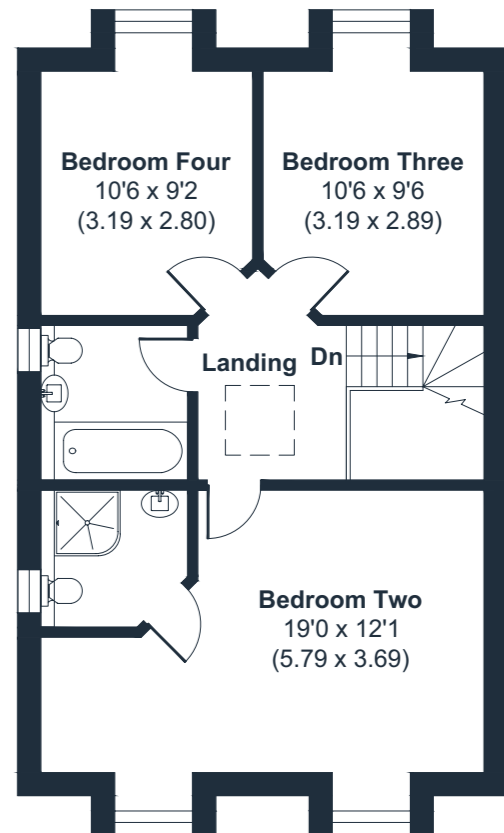 Bedroom Four
10'6 x 9'2
(3.19 x 2.80)
Bedroom Three
10'6 x 9'6
(3.19 x 2.89)
Landing
Dn
Bedroom Two
19'0 x 12'1
(5.79 x 3.69)